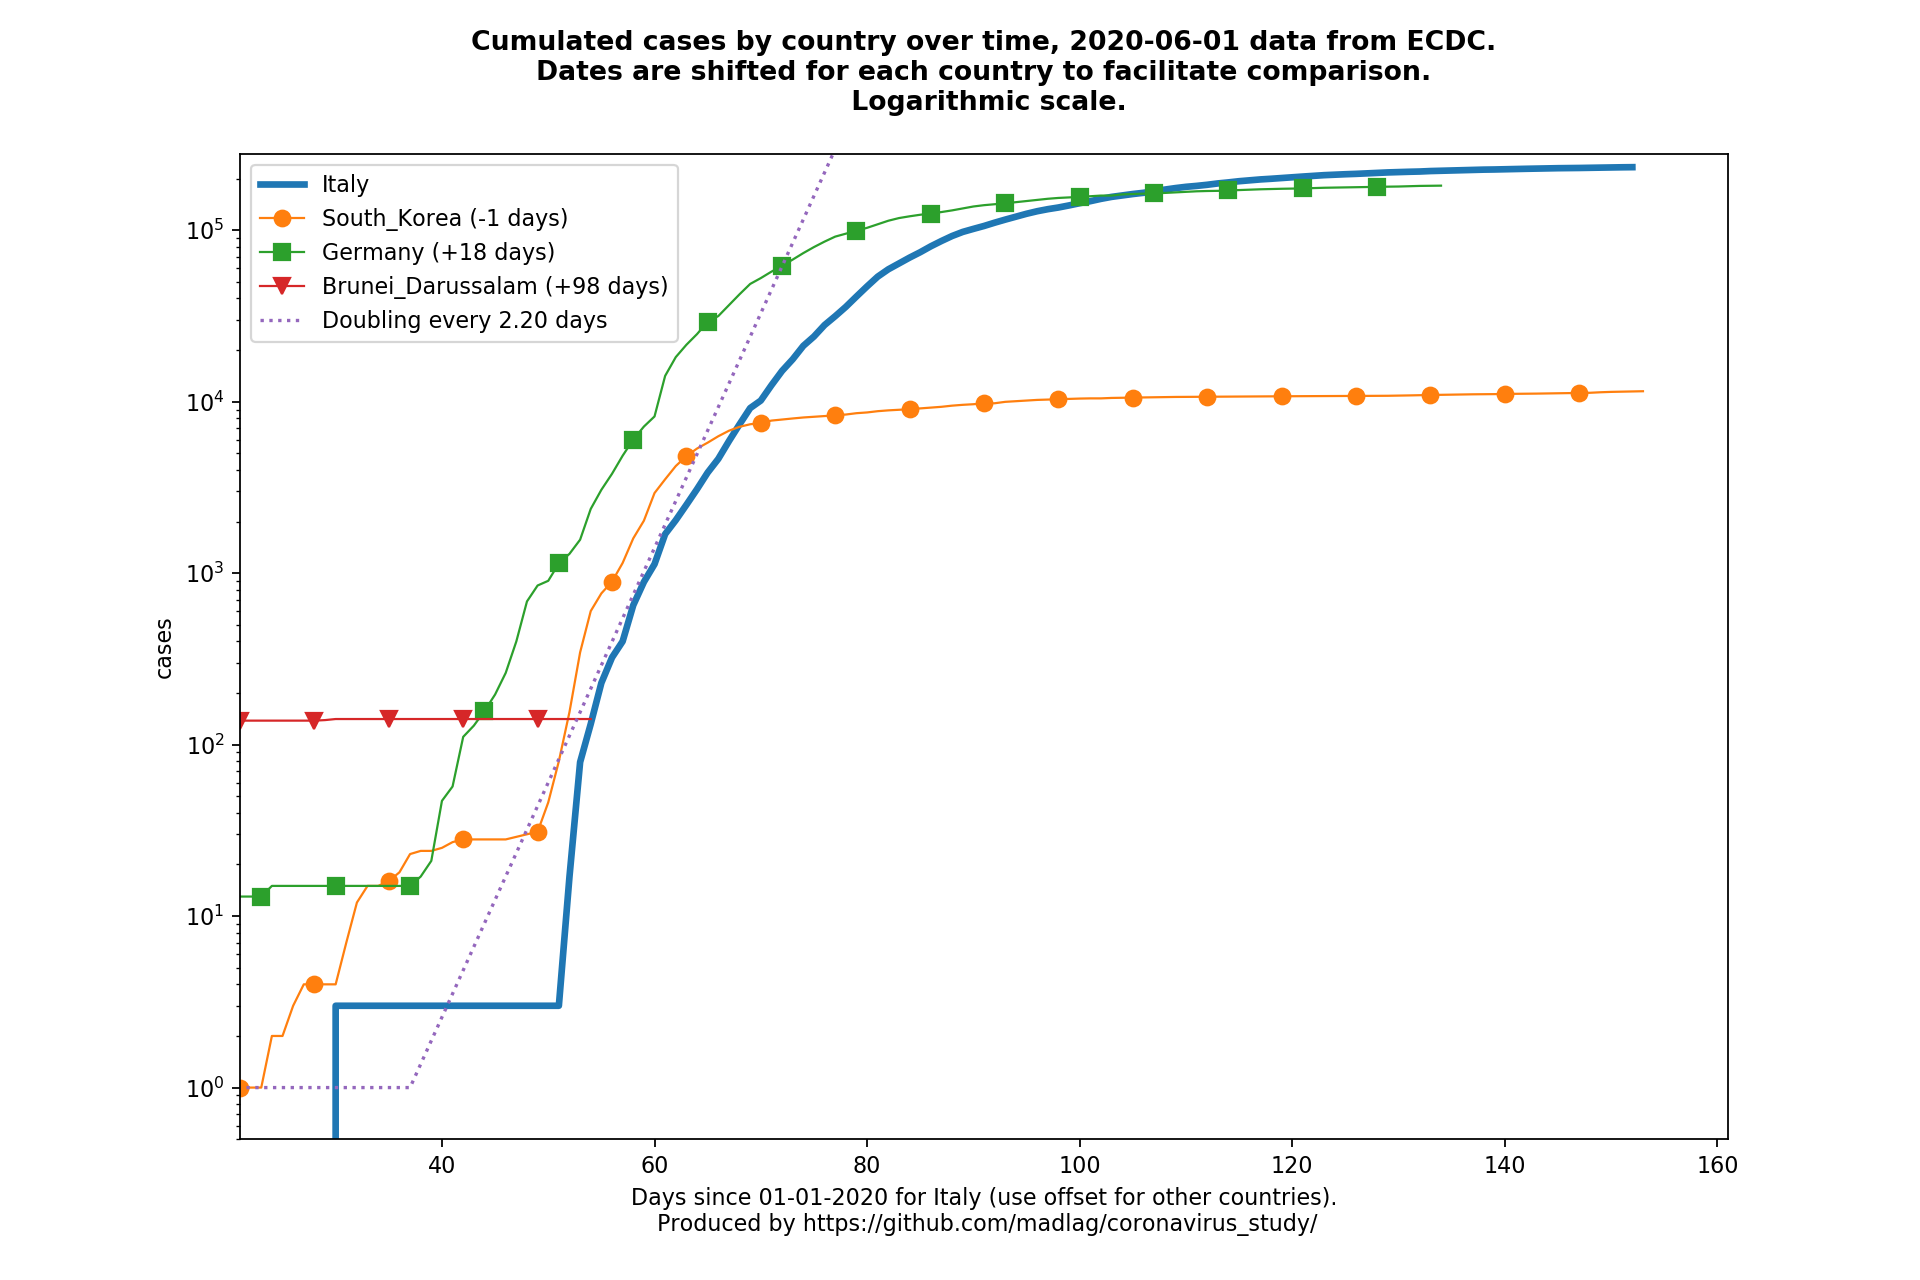 Cumulated cases by country over time, 2020-06-01 data from ECDC.
Dates are shifted for each country to facilitate comparison.
Logarithmic scale.
Italy
South_Korea (-1 days)
Germany (+18 days)
Brunei_Darussalam (+98 days)
Doubling every 2.20 days
10^5
10^4
10^3
10^2
10^1
10^0
cases
40 60 80 100 120 140 160
Days since 01-01-2020 for Italy (use offset for other countries).
Produced by https://github.com/madlag/coronavirus_study/